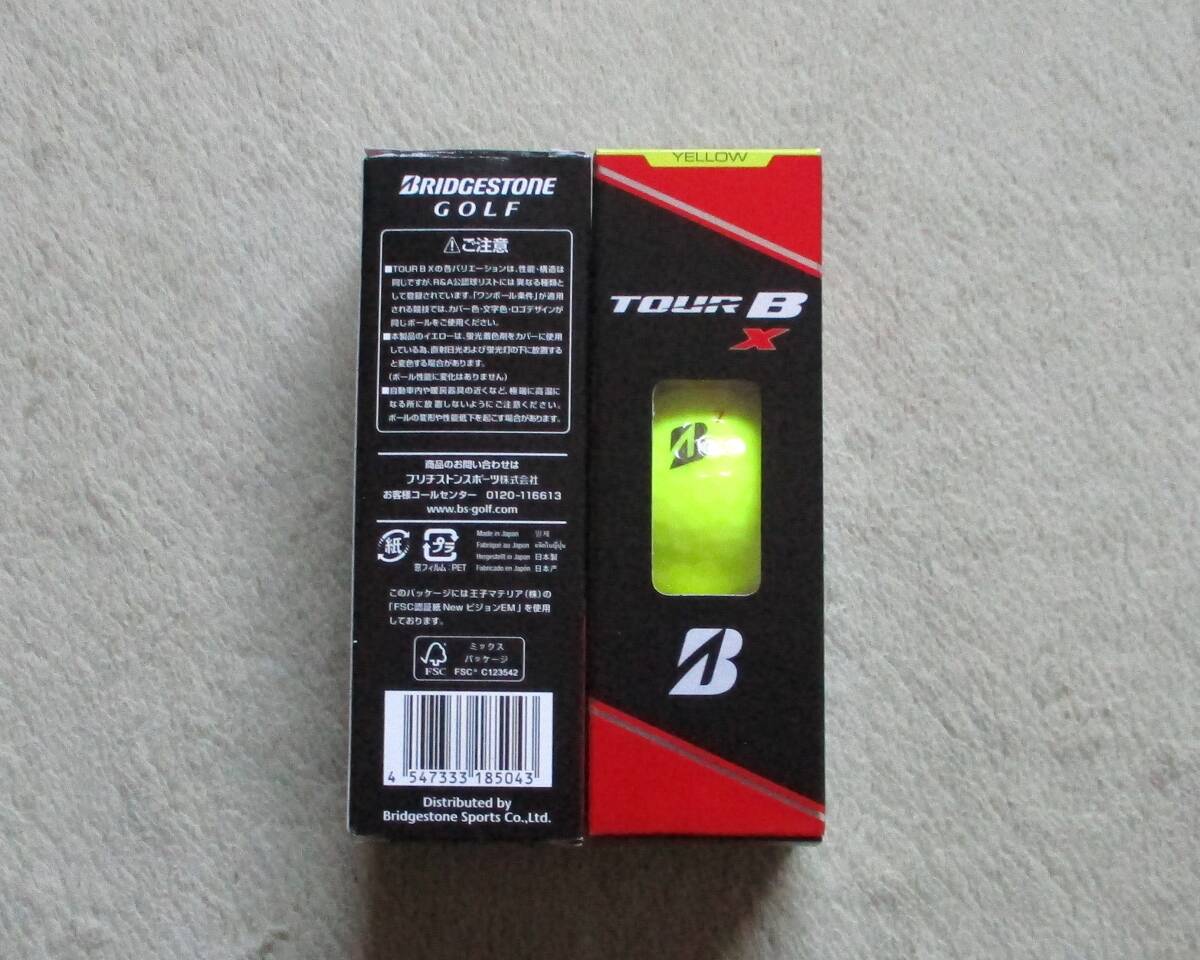 BRIDGESTONE
GOLF
⚠ご注意
■TOUR B Xの各バリエーションは、性能・構造は
同じですが、R&A公認球リストには異なる種類と
して登録されています。「ワンボール条件」が適用
される競技では、カバー色・文字色・ロゴデザインが
同じボールをご使用ください。
■本製品のイエローは、蛍光着色剤をカバーに使用
している為、直射日光および蛍光灯の下に放置する
と変色する場合があります。
(ボール性能に変化はありません)
■自動車内や暖房器具の近くなど、極端に高温に
なる所に放置しないようにご注意ください。
ボールの変形や性能低下を起こす場合があります。
商品のお問い合わせは
ブリヂストンスポーツ株式会社
お客様コールセンター 0120-116613
www.bs-golf.com
紙
プラ
窓フィルム:PET
Made in Japan
Fabriqué au Japon
Hergestellt in Japan 日本製
Fabricado en Japón 日本产
このパッケージには王子マテリア(株)の
「FSC認証紙 New ビジョンEM」を使用
しております。
FSC
ミックス
パッケージ
FSC® C123542
4 547333 185043
Distributed by
Bridgestone Sports Co.,Ltd.
YELLOW
TOUR B
X
B